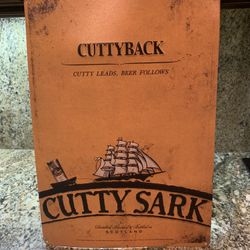 CUTTYBACK
CUTTY LEADS, BEER FOLLOWS
CUTTY SARK
SCOTLAND